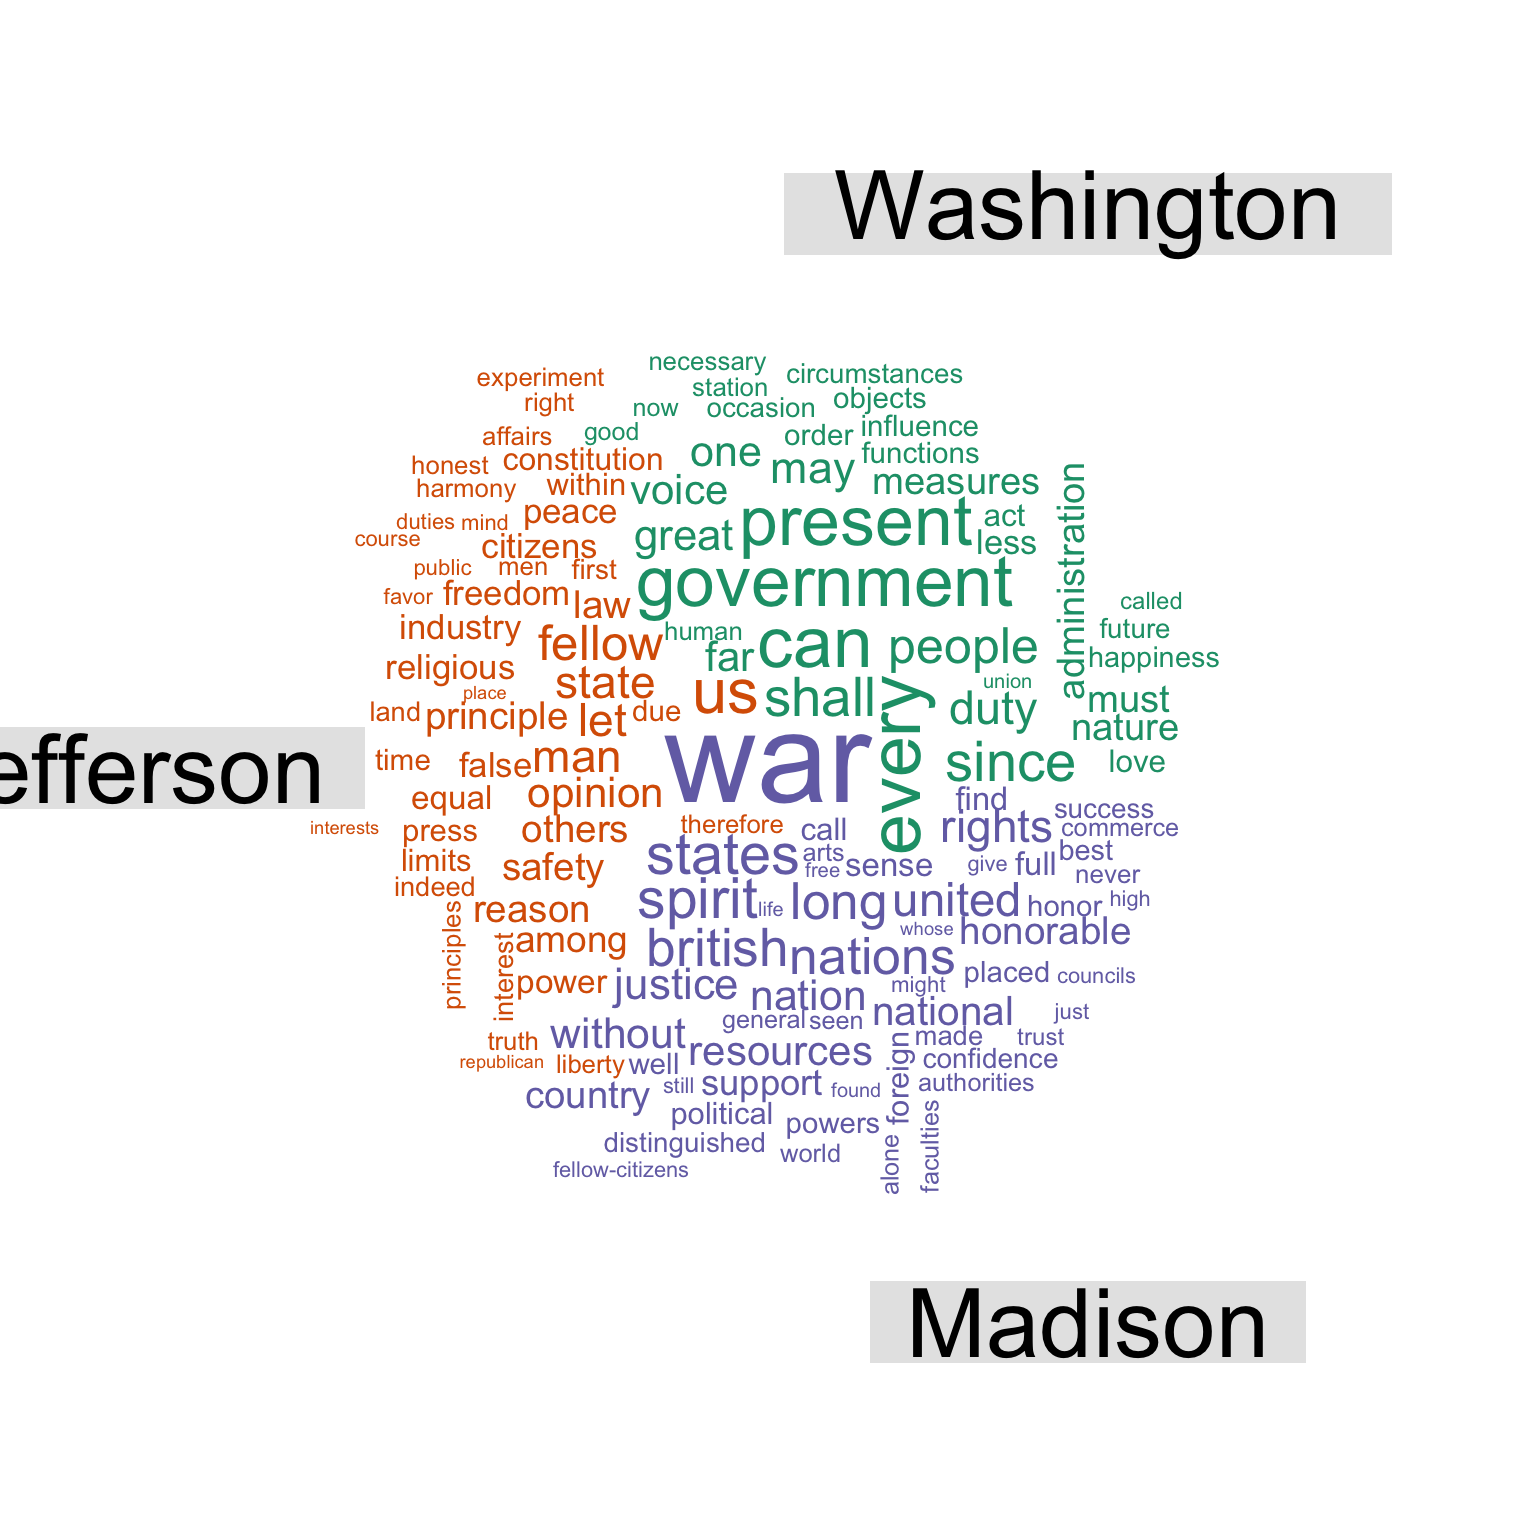 Washington
necessary
experiment
circumstances
station
right
objects
now
occasion
good
influence
affairs
order
one
constitution
functions
honest
may
measures
within
harmony
voice
peace
present
act
duties
mind
great
course
citizens
less
administration
public
men
first
government
freedom
favor
law
called
industry
human
future
fellow
can
people
far
happiness
religious
state
union
place
us
shall
must
land
principle
let
due
every
duty
nature
efferson
war
time
false
man
since
love
equal
opinion
find
success
interests
press
others
therefore
call
rights
commerce
limits
states
arts
best
safety
free
sense
give
full
never
indeed
spirit
life
long
united
high
reason
honor
principles
whose
honorable
among
british
nations
interest
power
justice
placed
councils
nation
might
national
just
general
seen
truth
without
made
trust
republican
liberty
well
resources
confidence
foreign
country
still
support
found
authorities
political
powers
faculties
distinguished
world
alone
fellow-citizens
Madison